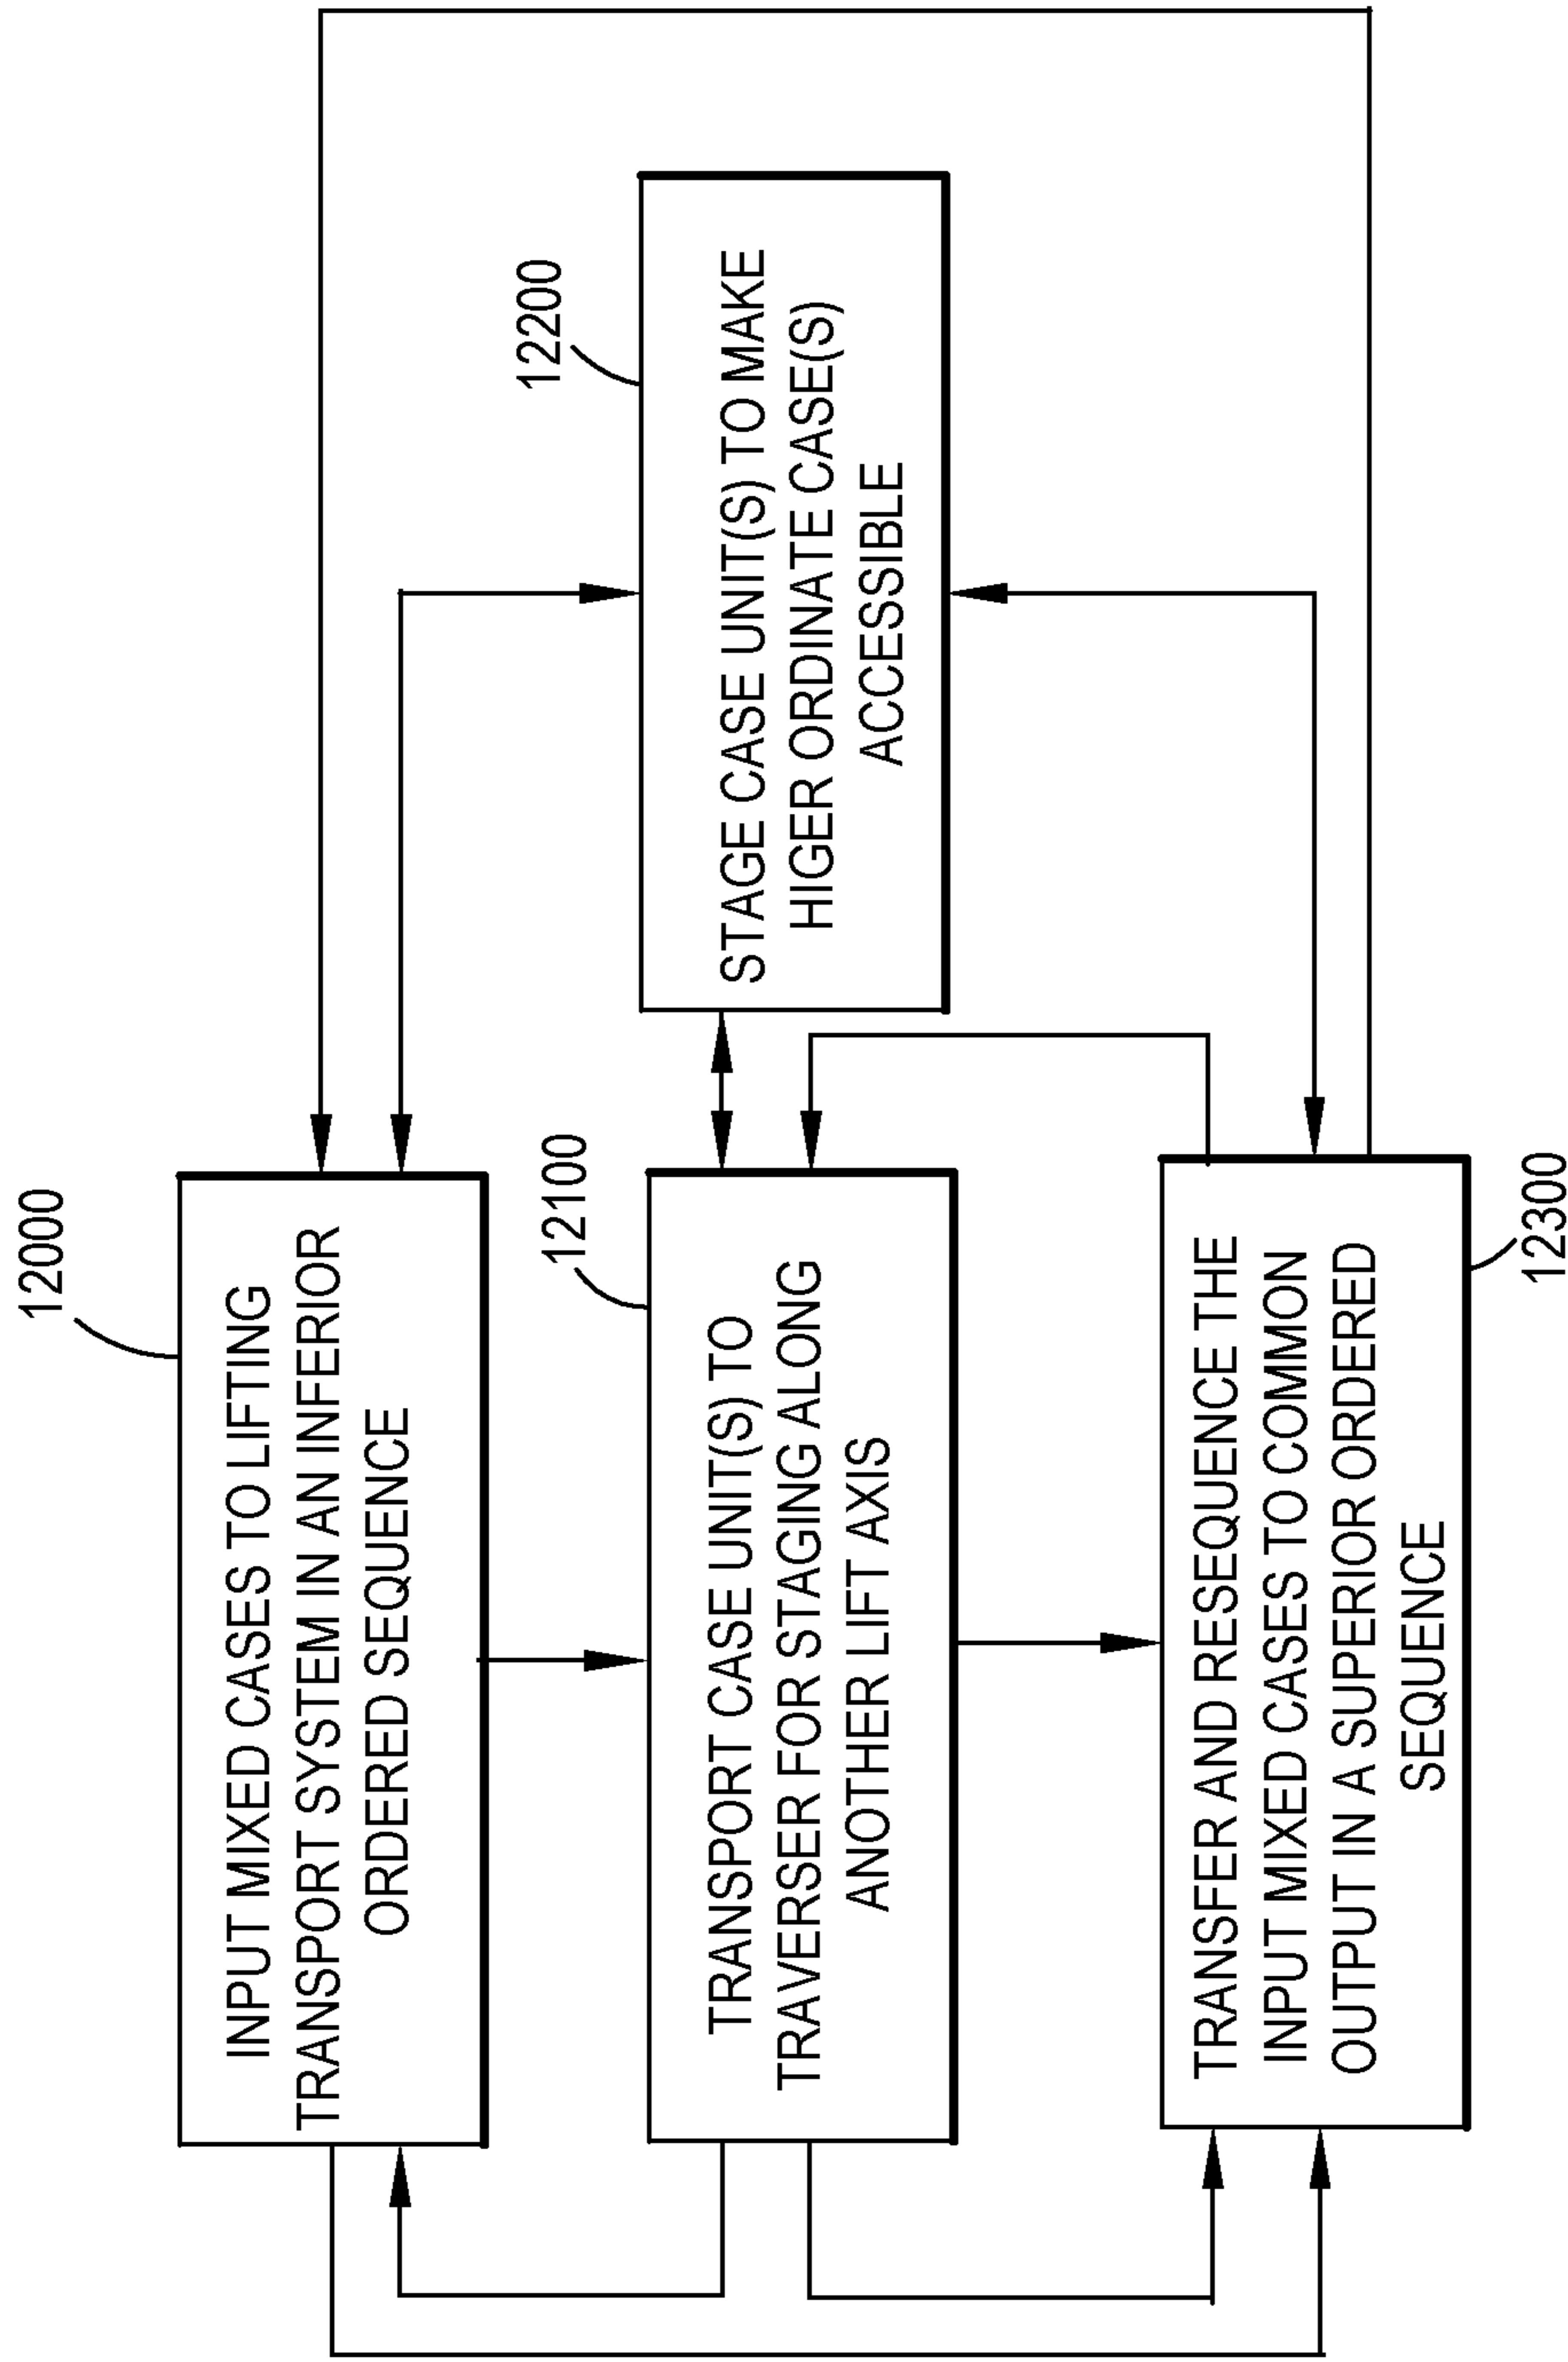 12000
INPUT MIXED CASES TO LIFTING
TRANSPORT SYSTEM IN AN INFERIOR
ORDERED SEQUENCE
12100
TRANSPORT CASE UNIT(S) TO
TRAVERSER FOR STAGING ALONG
ANOTHER LIFT AXIS
12200
STAGE CASE UNIT(S) TO MAKE
HIGER ORDINATE CASE(S)
ACCESSIBLE
TRANSFER AND RESEQUENCE THE
INPUT MIXED CASES TO COMMON
OUTPUT IN A SUPERIOR ORDERED
SEQUENCE
12300